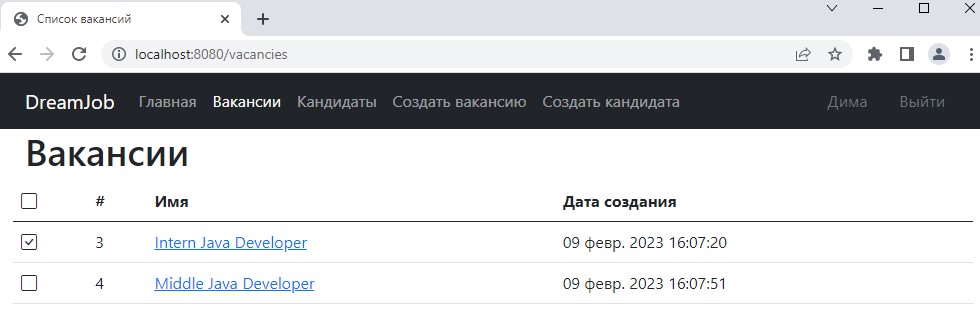 Список вакансий
localhost:8080/vacancies
DreamJob Главная Вакансии Кандидаты Создать вакансию Создать кандидата Дима Выйти
Вакансии
# Имя Дата создания
3 Intern Java Developer 09 февр. 2023 16:07:20
4 Middle Java Developer 09 февр. 2023 16:07:51